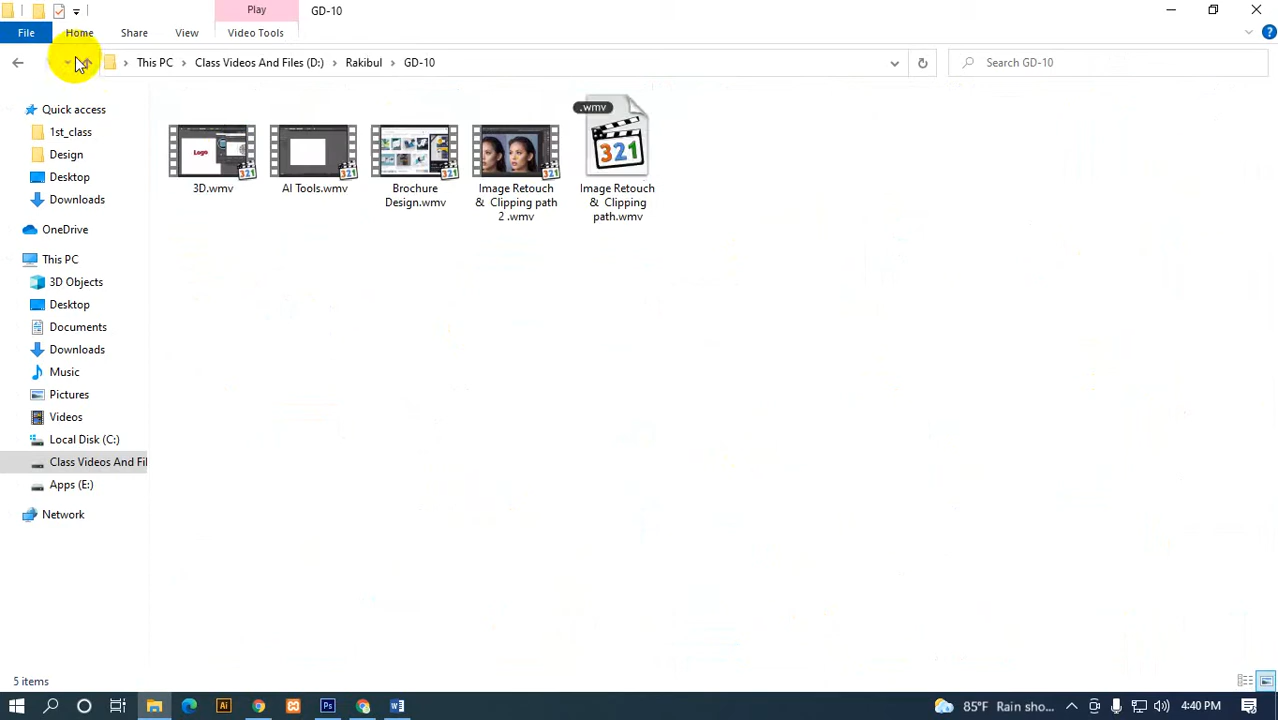 Play
GD-10
File
Home
Share
View
Video Tools
This PC
Class Videos And Files (D:)
Rakibul
GD-10
Search GD-10
Quick access
1st_class
Design
Desktop
Downloads
OneDrive
This PC
3D Objects
Desktop
Documents
Downloads
Music
Pictures
Videos
Local Disk (C:)
Class Videos And Fil
Apps (E:)
Network
Logo
3D.wmv
AI Tools.wmv
Brochure
Design.wmv
Image Retouch
& Clipping path
2 .wmv
.wmv
321
Image Retouch
& Clipping
path.wmv
5 items
Ai
Ps
85°F Rain sho...
4:40 PM